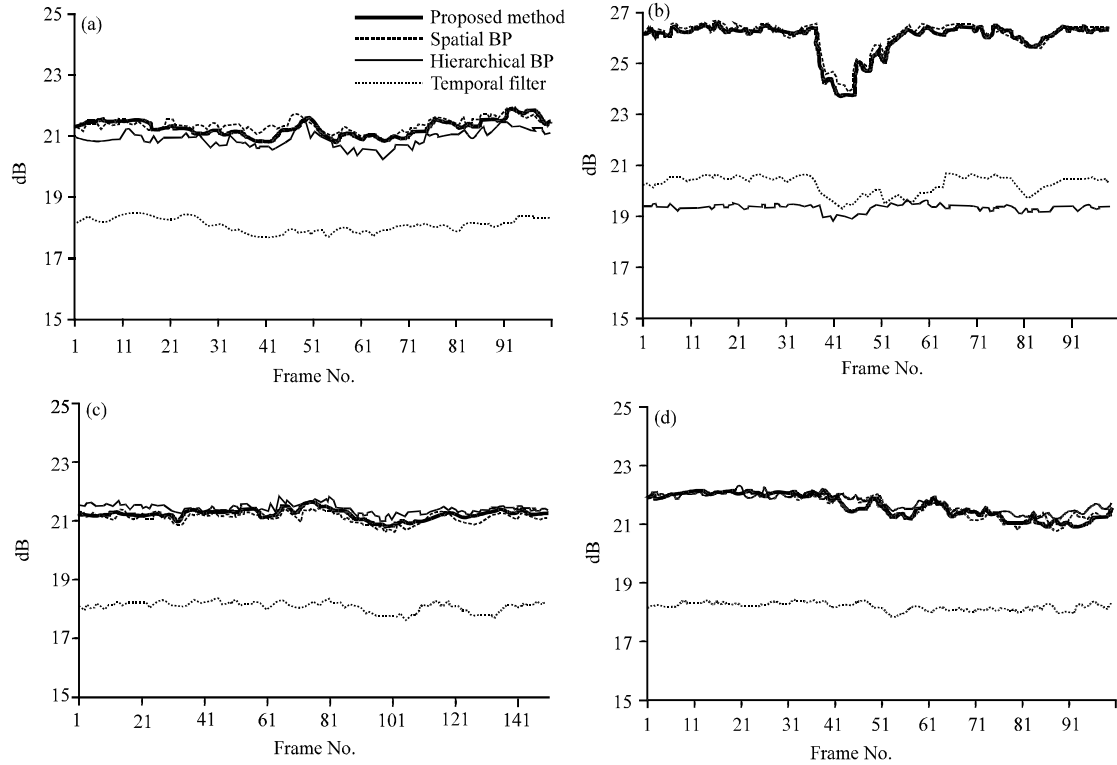 (a)
Proposed method
Spatial BP
Hierarchical BP
Temporal filter
25
23
21
19
18
17
15
dB
1 11 21 31 41 51 61 71 81 91
Frame No.
(b)
27
25
23
21
19
17
15
dB
1 11 21 31 41 51 61 71 81 91
Frame No.
(c)
25
23
21
19
17
15
dB
1 21 41 61 81 101 121 141
Frame No.
(d)
25
23
21
19
17
15
dB
1 11 21 31 41 51 61 71 81 91
Frame No.